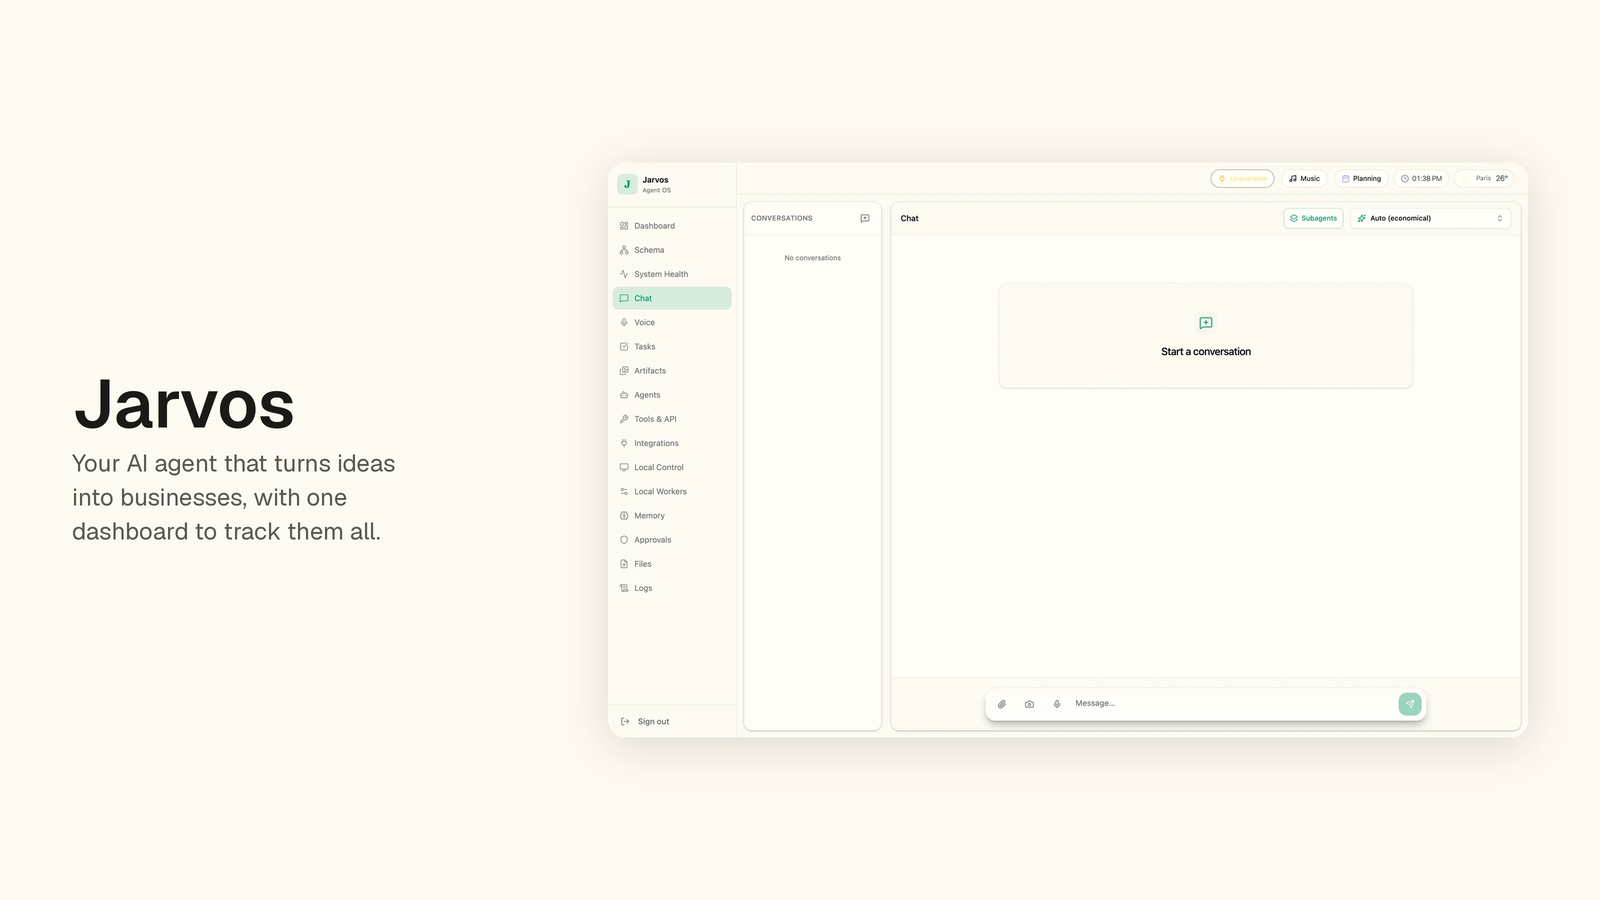 Jarvos
Your AI agent that turns ideas
into businesses, with one
dashboard to track them all.
J
Jarvos
Agent OS
Dashboard
Schema
System Health
Chat
Voice
Tasks
Artifacts
Agents
Tools & API
Integrations
Local Control
Local Workers
Memory
Approvals
Files
Logs
Sign out
Unavailable
Music
Planning
01:38 PM
Paris 26°
CONVERSATIONS
No conversations
Chat
Subagents
Auto (economical)
Start a conversation
Message...